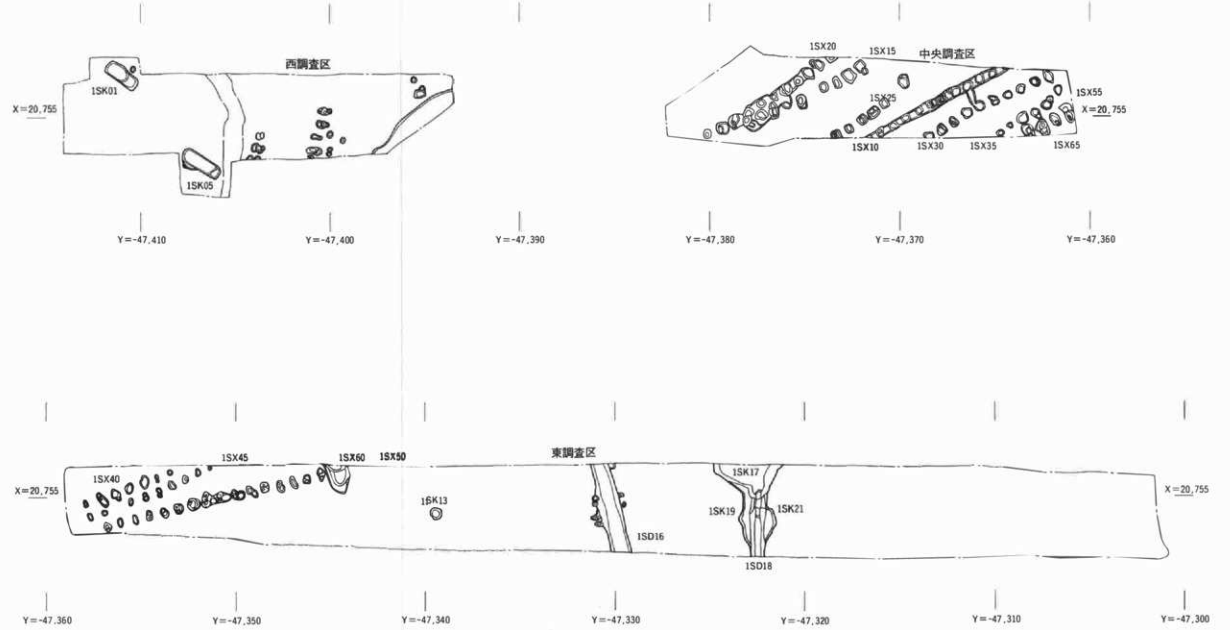 西調査区
1SK01
X=20,755
1SK05
Y=-47,410
Y=-47,400
Y=-47,390
中央調査区
1SX20
1SX15
1SX25
1SX55
X=20,755
1SX10
1SX30
1SX35
1SX65
Y=-47,380
Y=-47,370
Y=-47,360
東調査区
1SX45
1SX60
1SX50
1SX40
X=20,755
1SK13
1SK17
1SK19
1SK21
X=20,755
1SD16
1SD18
Y=-47,360
Y=-47,350
Y=-47,340
Y=-47,330
Y=-47,320
Y=-47,310
Y=-47,300